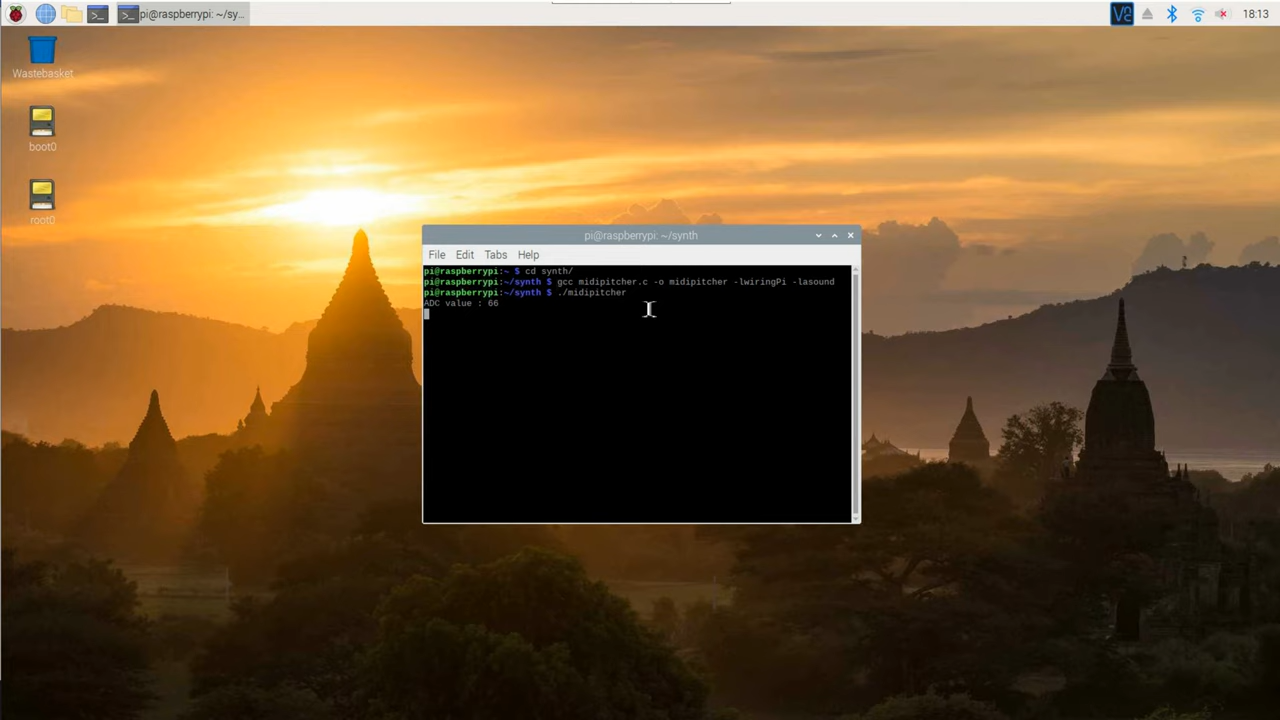 pi@raspberrypi: ~/sy...
18:13
Wastebasket
boot0
root0
pi@raspberrypi: ~/synth
File Edit Tabs Help
pi@raspberrypi:~ $ cd synth/
pi@raspberrypi:~/synth $ gcc midipitcher.c -o midipitcher -lwiringPi -lasound
pi@raspberrypi:~/synth $ ./midipitcher
ADC value : 66